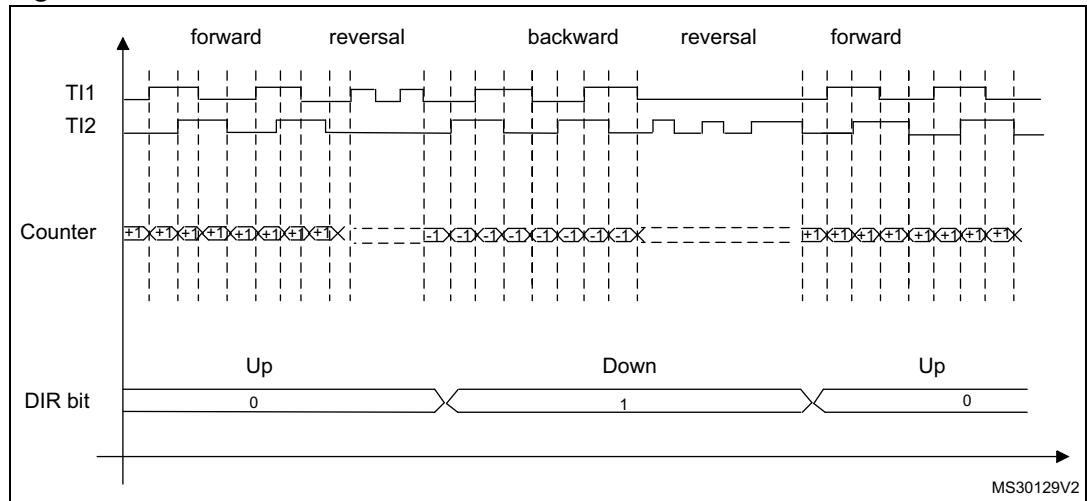 forward reversal backward reversal forward
TI1
TI2
Counter +1 +1 +1 +1 +1 +1 +1 +1 -1 -1 -1 -1 -1 -1 -1 -1 +1 +1 +1 +1 +1 +1 +1 +1
Up Down Up
DIR bit 0 1 0
MS30129V2